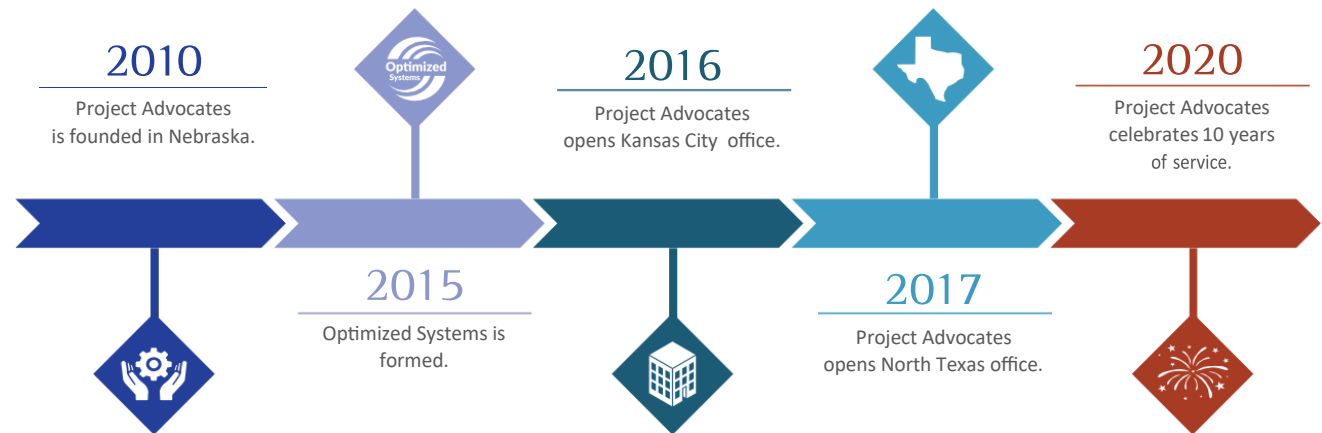 2010
Project Advocates
is founded in Nebraska.
Optimized
Systems
2015
Optimized Systems is
formed.
2016
Project Advocates
opens Kansas City  office.
2017
Project Advocates
opens North Texas office.
2020
Project Advocates
celebrates 10 years
of service.